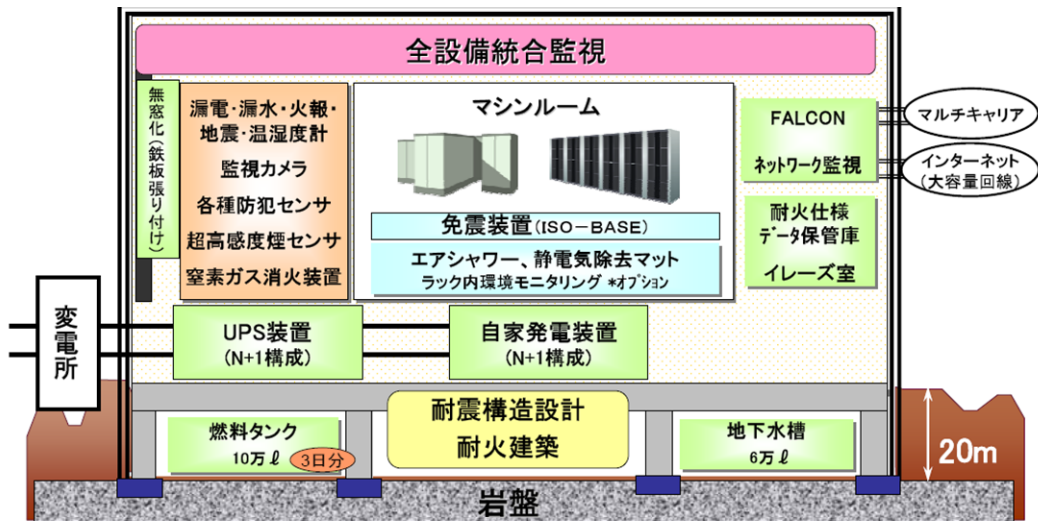 全設備統合監視
無窓化(鉄板張り付け)
漏電・漏水・火報・
地震・温湿度計
監視カメラ
各種防犯センサ
超高感度煙センサ
窒素ガス消火装置
マシンルーム
免震装置(ISO-BASE)
エアシャワー、静電気除去マット
ラック内環境モニタリング *オプション
FALCON
ネットワーク監視
マルチキャリア
インターネット
(大容量回線)
耐火仕様
データ保管庫
イレーズ室
変電所
UPS装置
(N+1構成)
自家発電装置
(N+1構成)
耐震構造設計
耐火建築
燃料タンク
10万ℓ
3日分
地下水槽
6万ℓ
20m
岩盤